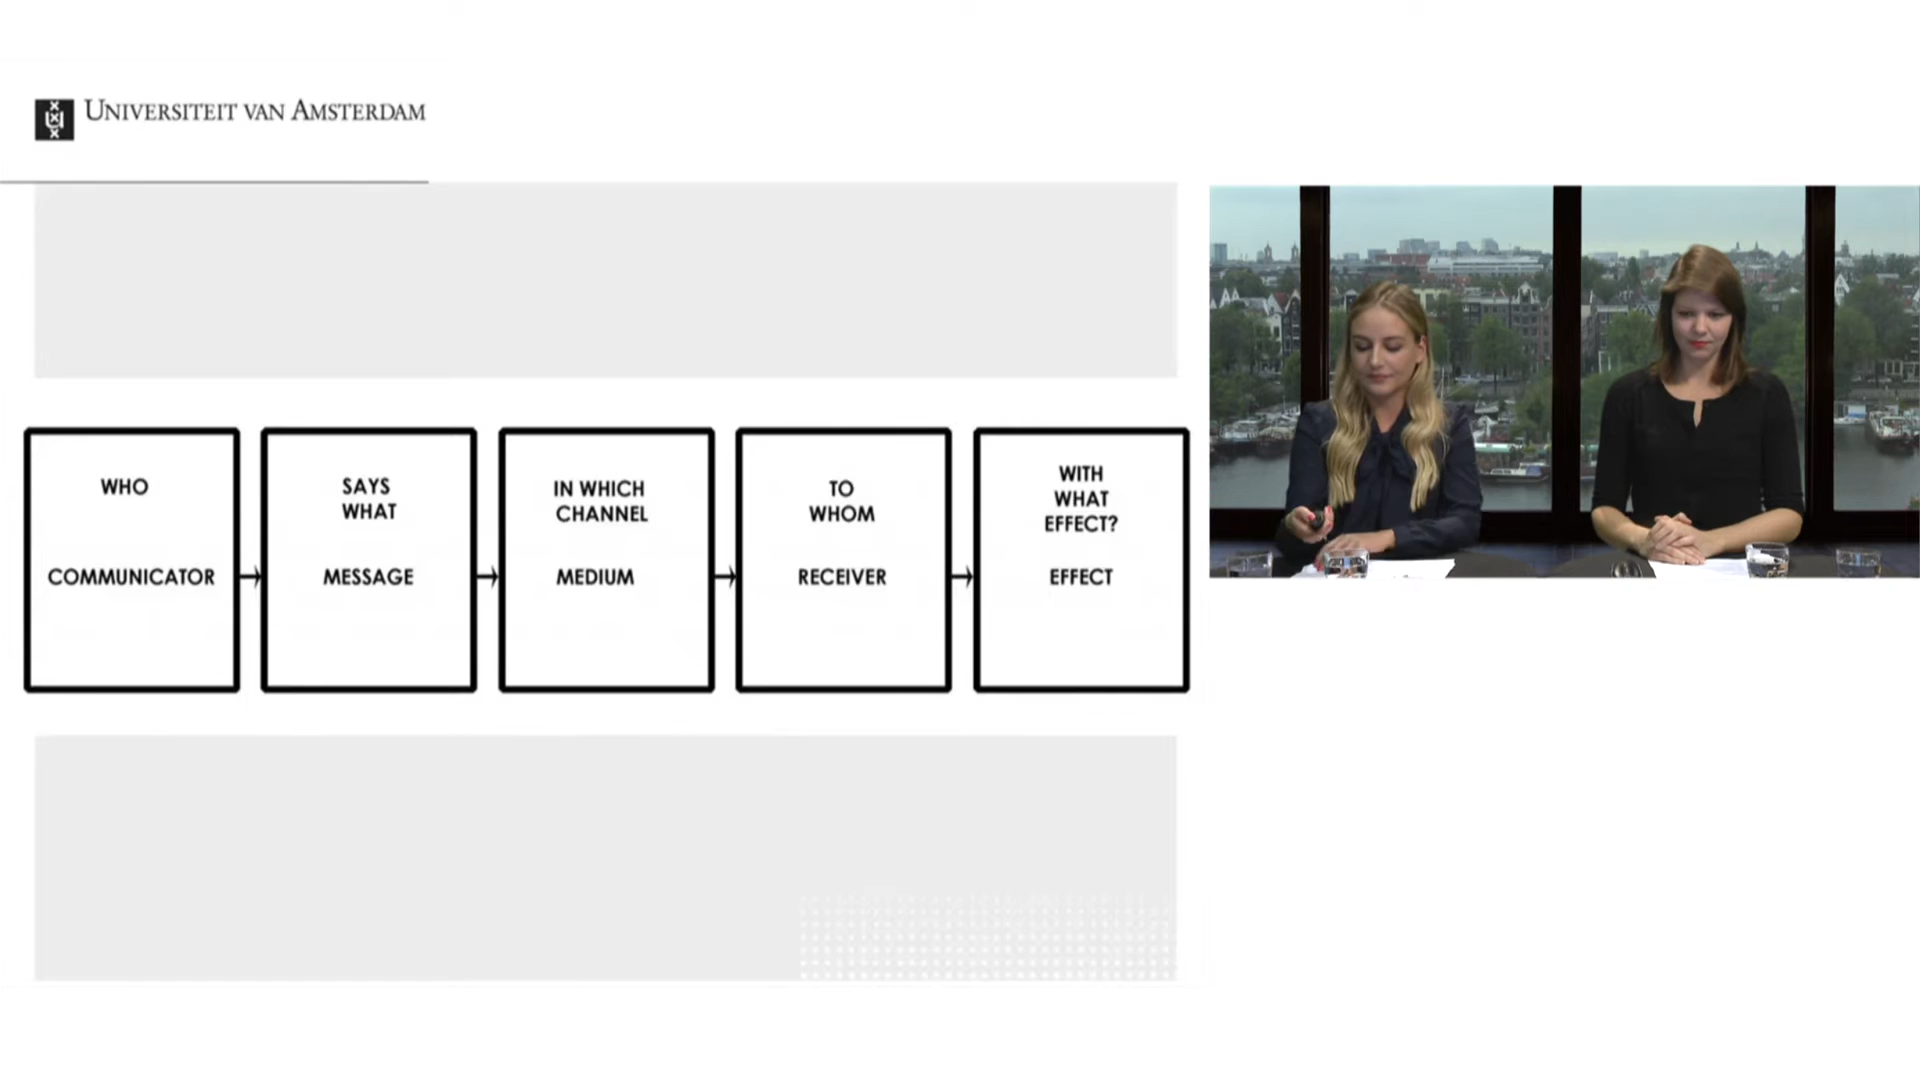 UNIVERSITEIT VAN AMSTERDAM
WHO
COMMUNICATOR
SAYS
WHAT
MESSAGE
IN WHICH
CHANNEL
MEDIUM
TO
WHOM
RECEIVER
WITH
WHAT
EFFECT?
EFFECT